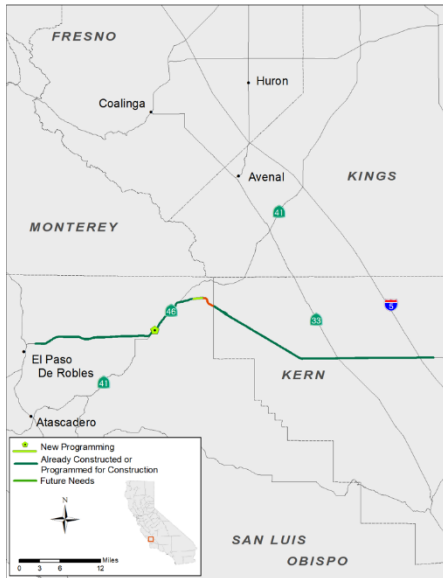 FRESNO
Huron
Coalinga
Avenal
KINGS
41
MONTEREY
46
5
33
El Paso
De Robles
KERN
41
Atascadero
New Programming
Already Constructed or
Programmed for Construction
Future Needs
N
Miles
0 3 6 12
SAN LUIS
OBISPO